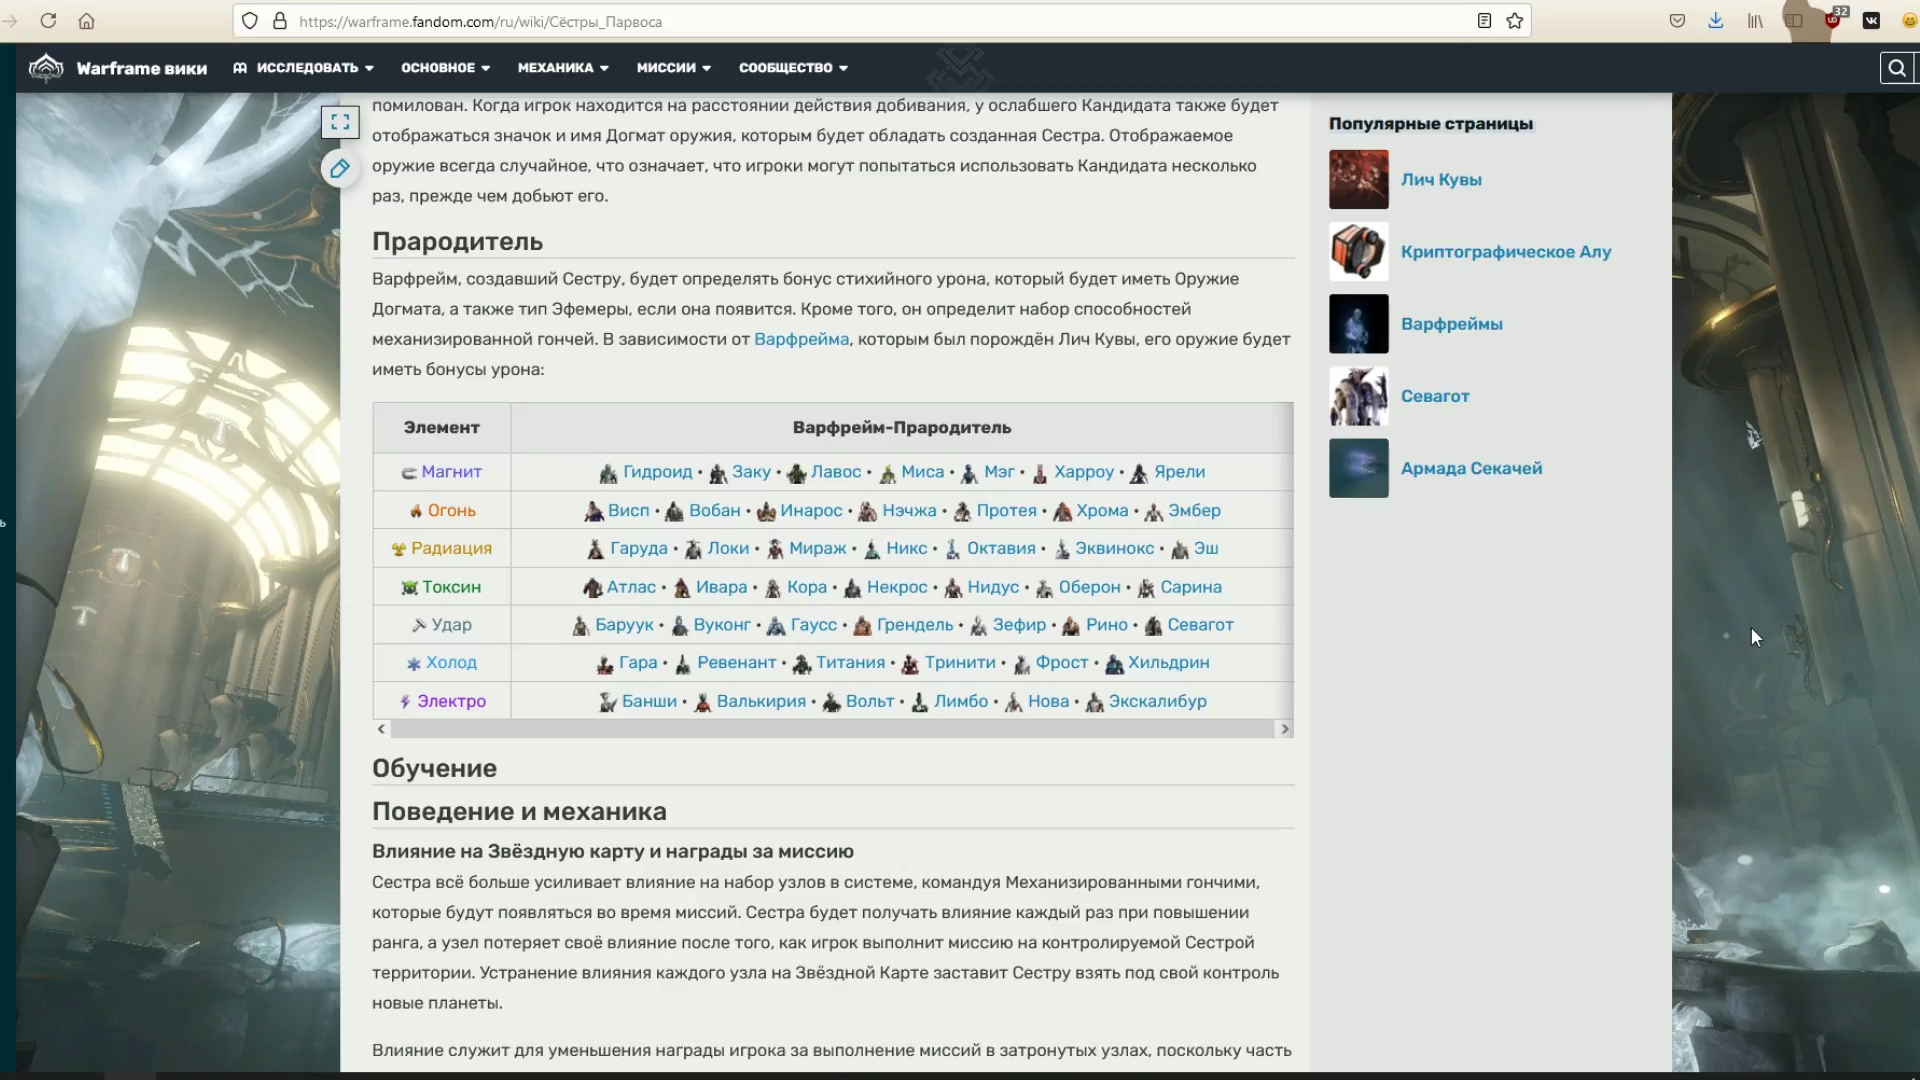 https://warframe.fandom.com/ru/wiki/Сёстры_Парвоса
32
Warframe вики
ИССЛЕДОВАТЬ
ОСНОВНОЕ
МЕХАНИКА
МИССИИ
СООБЩЕСТВО
помилован. Когда игрок находится на расстоянии действия добивания, у ослабшего Кандидата также будет
отображаться значок и имя Догмат оружия, которым будет обладать созданная Сестра. Отображаемое
оружие всегда случайное, что означает, что игроки могут попытаться использовать Кандидата несколько
раз, прежде чем добьют его.
Прародитель
Варфрейм, создавший Сестру, будет определять бонус стихийного урона, который будет иметь Оружие
Догмата, а также тип Эфемеры, если она появится. Кроме того, он определит набор способностей
механизированной гончей. В зависимости от Варфрейма, которым был порождён Лич Кувы, его оружие будет
иметь бонусы урона:
Элемент Варфрейм-Прародитель
Магнит Гидроид • Заку • Лавос • Миса • Мэг • Харроу • Ярели
Огонь Висп • Вобан • Инарос • Нэчжа • Протея • Хрома • Эмбер
Радиация Гаруда • Локи • Мираж • Никс • Октавия • Эквинокс • Эш
Токсин Атлас • Ивара • Кора • Некрос • Нидус • Оберон • Сарина
Удар Баруук • Вуконг • Гаусс • Грендель • Зефир • Рино • Севагот
Холод Гара • Ревенант • Титания • Тринити • Фрост • Хильдрин
Электро Банши • Валькирия • Вольт • Лимбо • Нова • Экскалибур
Обучение
Поведение и механика
Влияние на Звёздную карту и награды за миссию
Сестра всё больше усиливает влияние на набор узлов в системе, командуя Механизированными гончими,
которые будут появляться во время миссий. Сестра будет получать влияние каждый раз при повышении
ранга, а узел потеряет своё влияние после того, как игрок выполнит миссию на контролируемой Сестрой
территории. Устранение влияния каждого узла на Звёздной Карте заставит Сестру взять под свой контроль
новые планеты.
Влияние служит для уменьшения награды игрока за выполнение миссий в затронутых узлах, поскольку часть
Популярные страницы
Лич Кувы
Криптографическое Алу
Варфреймы
Севагот
Армада Секачей